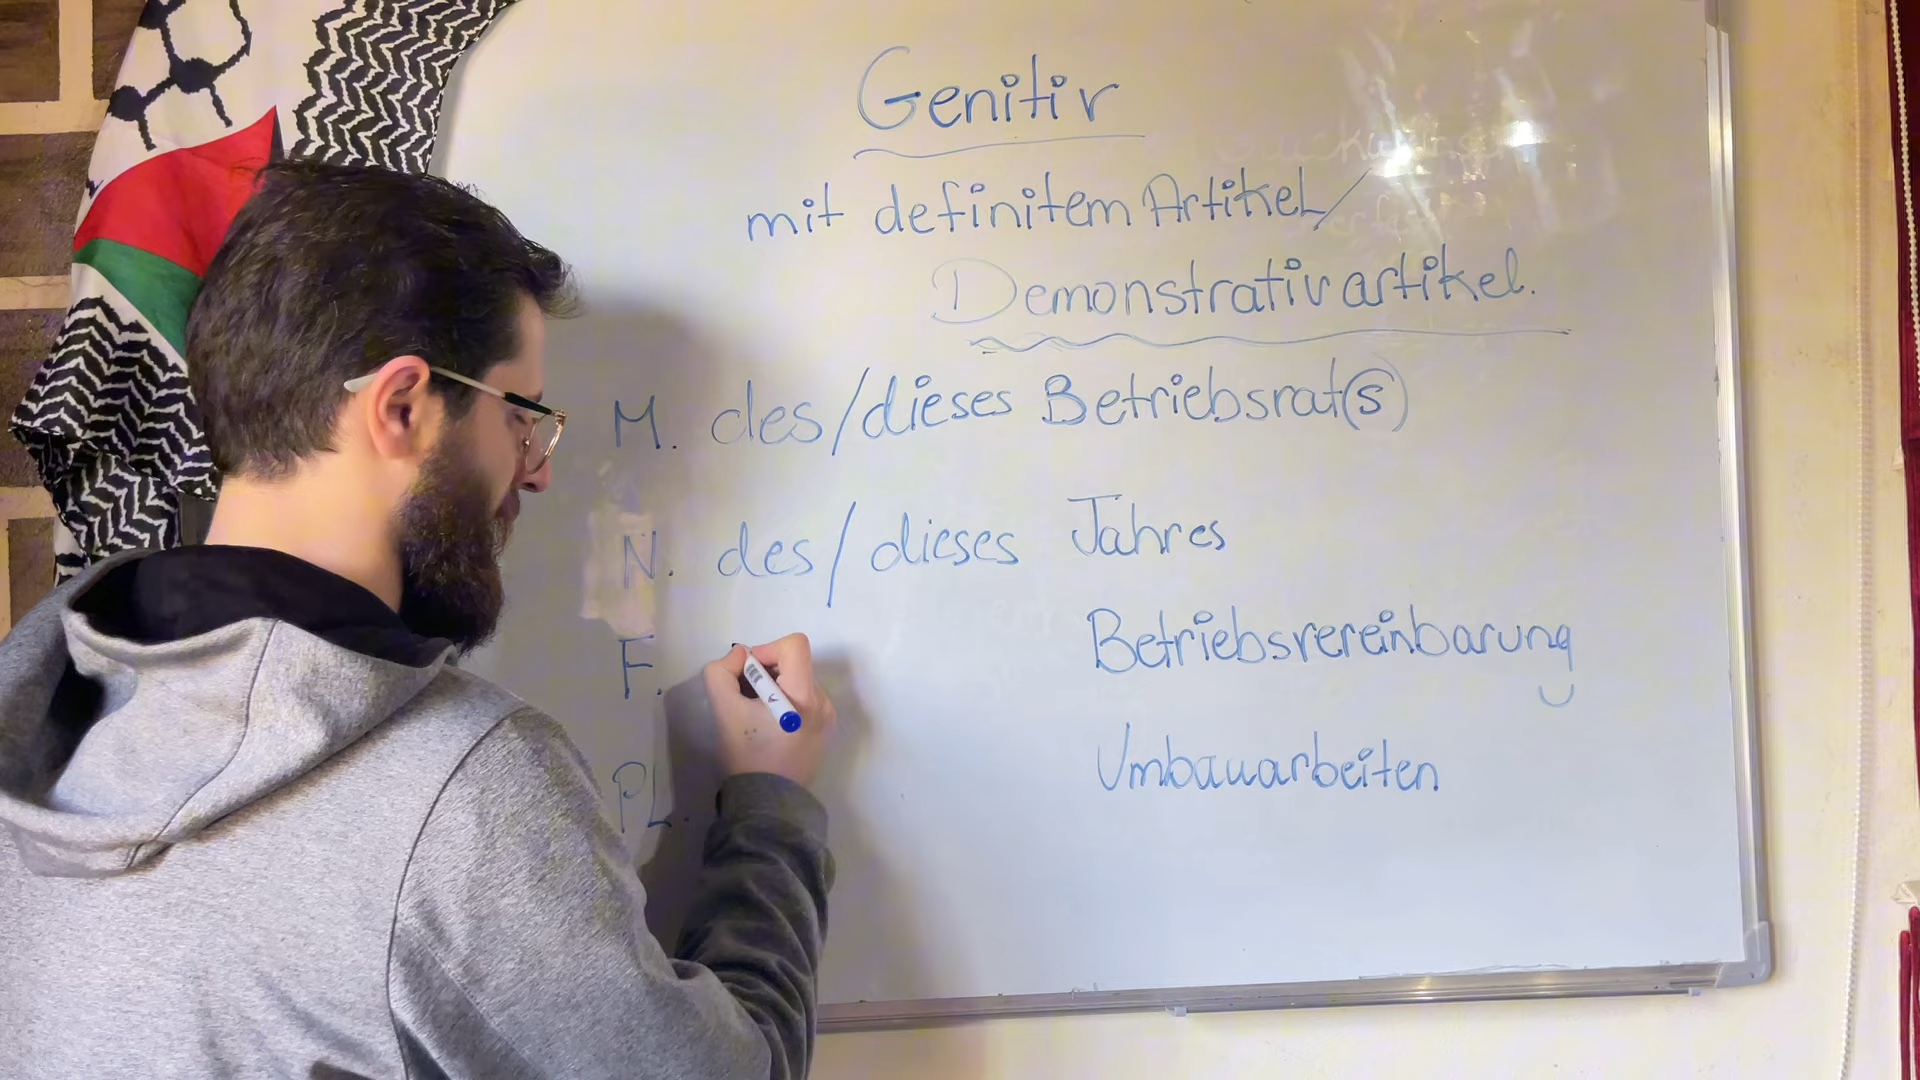 Genitiv
mit definitem Artikel/
Demonstrativartikel.
M. des/dieses Betriebsrat(s)
N. des/dieses Jahres
F. Betriebsvereinbarung
PL. Umbauarbeiten